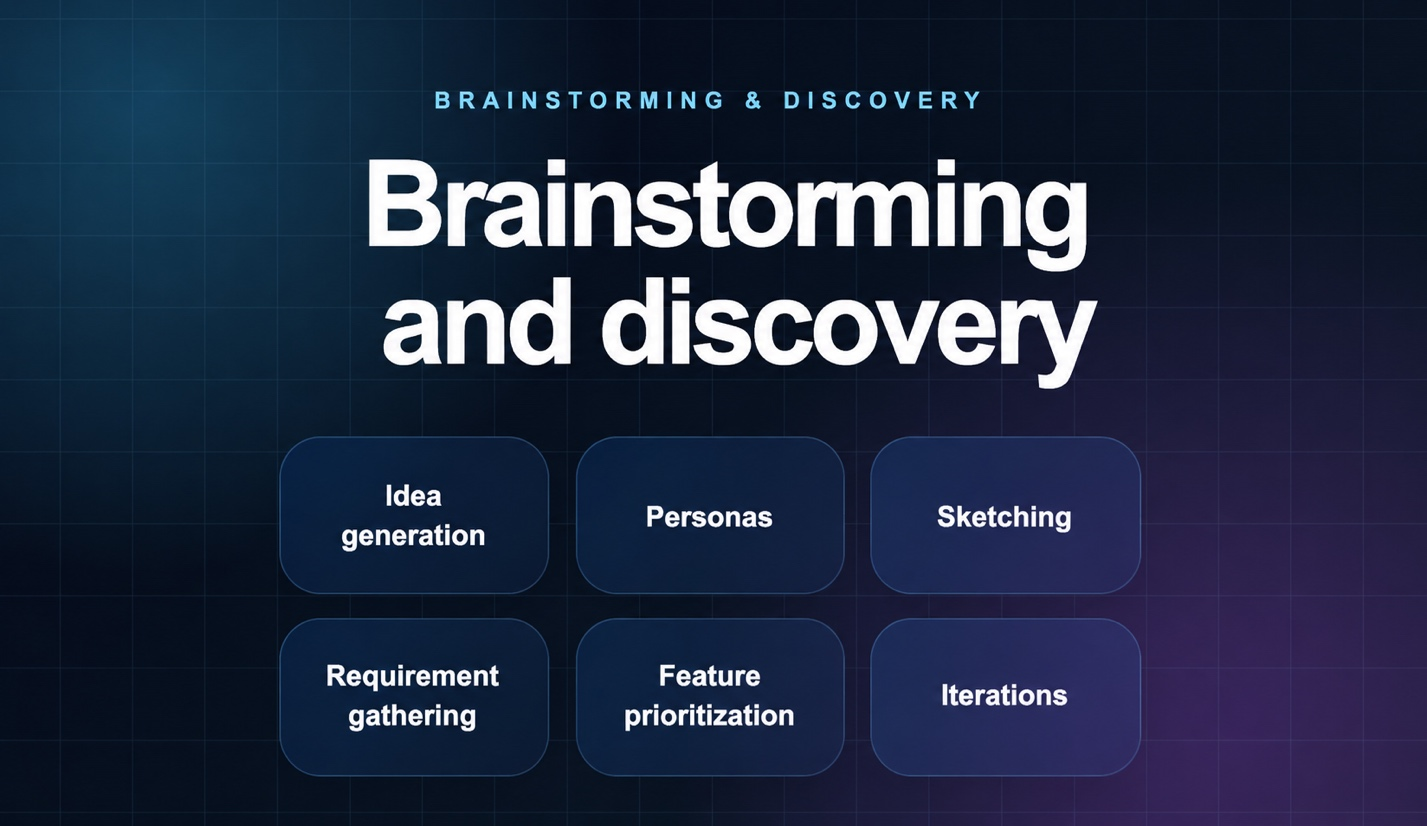 BRAINSTORMING & DISCOVERY
Brainstorming
and discovery
Idea
generation
Personas
Sketching
Requirement
gathering
Feature
prioritization
Iterations